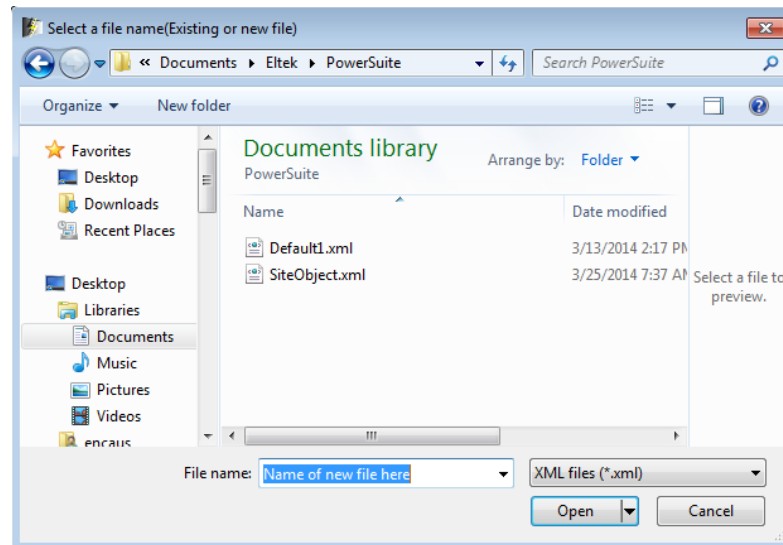 Select a file name(Existing or new file)
« Documents Eltek PowerSuite
Search PowerSuite
Organize New folder
Favorites
Desktop
Downloads
Recent Places
Desktop
Libraries
Documents
Music
Pictures
Videos
encaus
Documents library
PowerSuite
Arrange by: Folder
Name Date modified
Default1.xml 3/13/2014 2:17 PM
SiteObject.xml 3/25/2014 7:37 AM
Select a file to
preview.
File name: Name of new file here XML files (*.xml)
Open Cancel